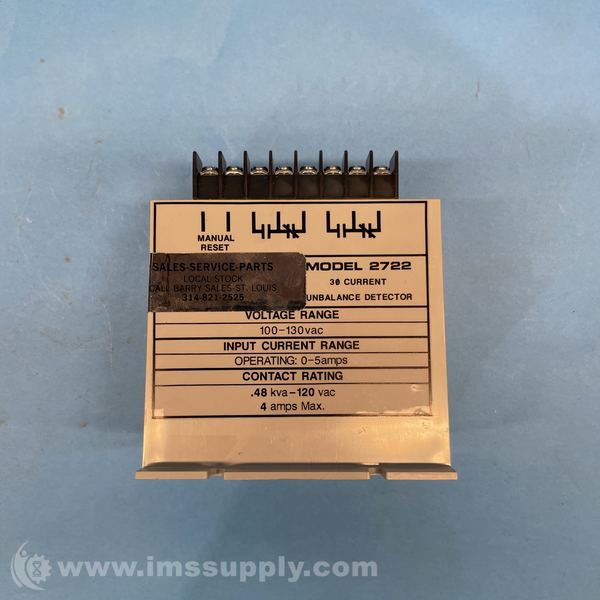 MANUAL
RESET
SALES-SERVICE-PARTS
LOCAL STOCK
CALL BARRY SALES-ST. LOUIS
314-821-2525
MODEL 2722
3Ø CURRENT
UNBALANCE DETECTOR
VOLTAGE RANGE
100-130vac
INPUT CURRENT RANGE
OPERATING: 0-5amps
CONTACT RATING
.48 kva-120 vac
4 amps Max.
www.imssupply.com